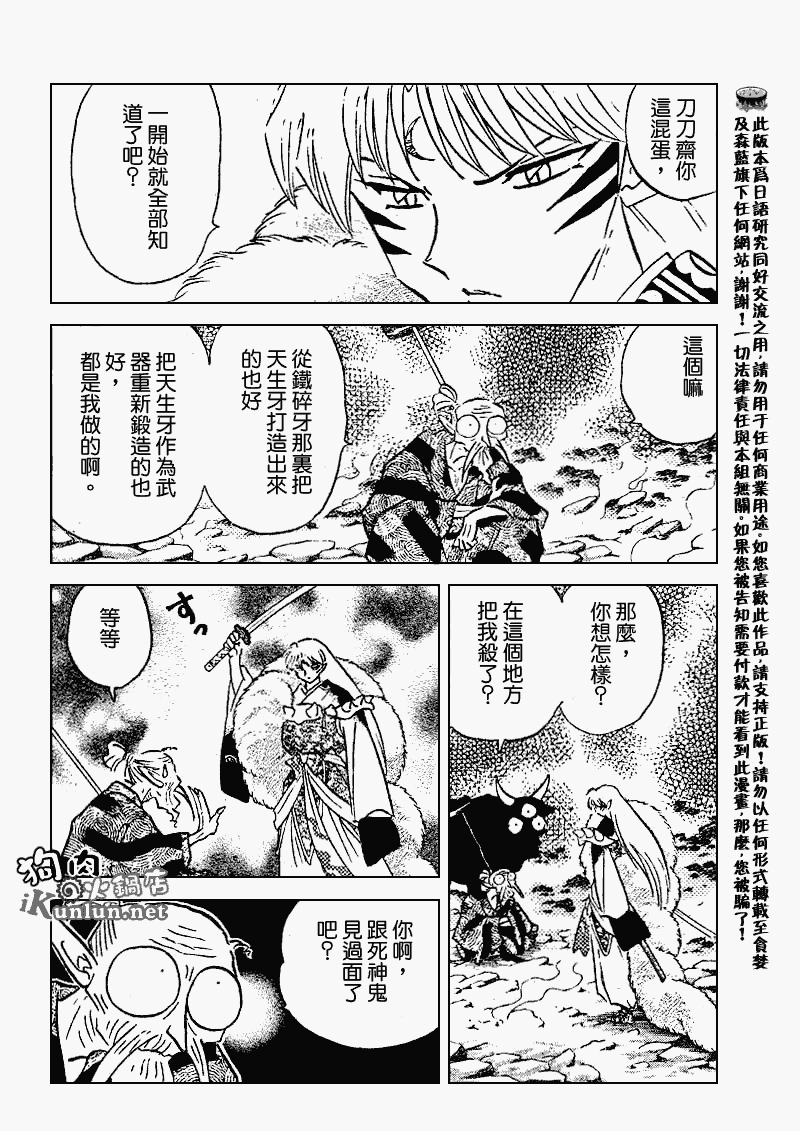 刀刀齋你
這混蛋，
一開始就全部知
道了吧？
這個嘛
從鐵碎牙那裏把
天生牙打造出來
的也好
把天生牙作為武
器重新鍛造的也
好，
都是我做的啊。
那麼，
你想怎樣？
在這個地方
把我殺了？
すっ
等等
你啊，
跟死神鬼
見過面了
吧？
狗肉火鍋店
iKunlun.net
此版本爲日語研究同好交流之用，請勿用于任何商業用途。如您喜歡此作品，請支持正版！請勿以任何形式轉載至貪婪
及森藍旗下任何網站，謝謝！一切法律責任與本組無關。如果您被告知需要付款才能看到此漫畫，那麼，您被騙了！